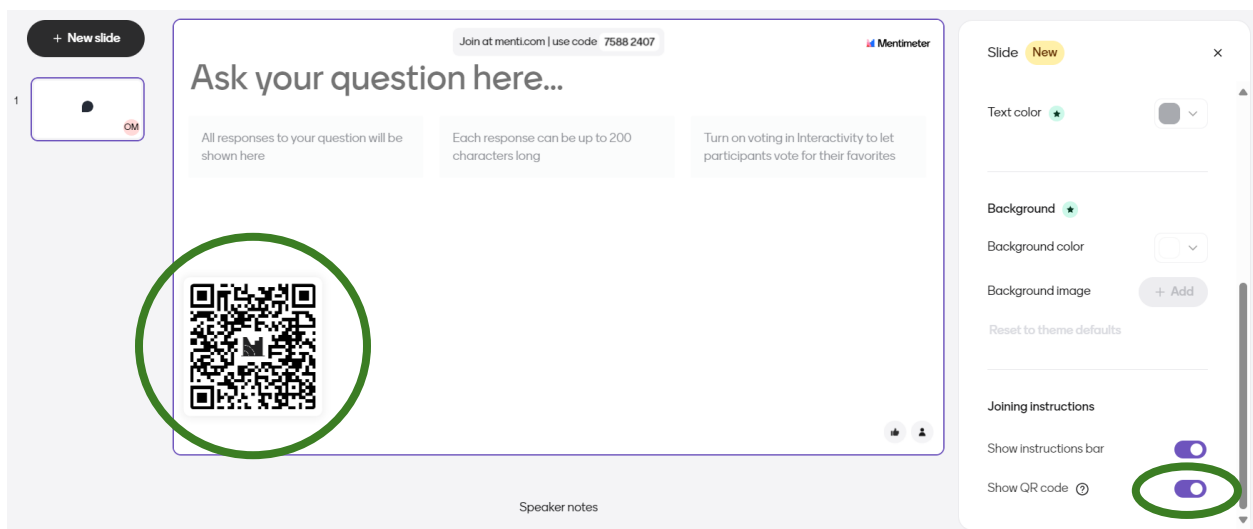 + New slide
1
OM
Join at menti.com | use code 7588 2407
Mentimeter
Ask your question here...
All responses to your question will be
shown here
Each response can be up to 200
characters long
Turn on voting in Interactivity to let
participants vote for their favorites
Speaker notes
Slide New
Text color
Background
Background color
Background image + Add
Reset to theme defaults
Joining instructions
Show instructions bar
Show QR code